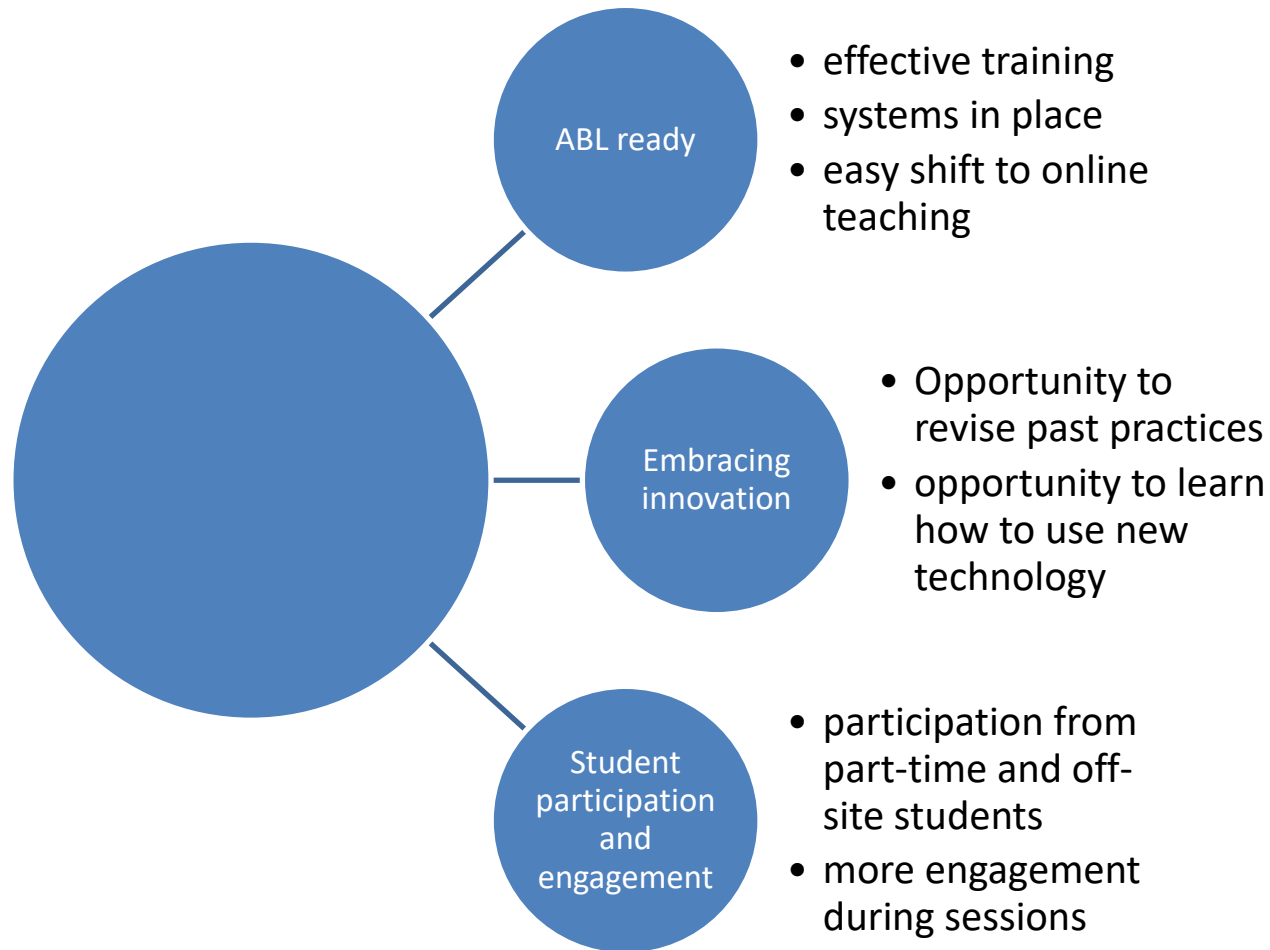 ABL ready
• effective training
• systems in place
• easy shift to online
teaching
Embracing
innovation
• Opportunity to
revise past practices
• opportunity to learn
how to use new
technology
Student
participation
and
engagement
• participation from
part-time and off-
site students
• more engagement
during sessions